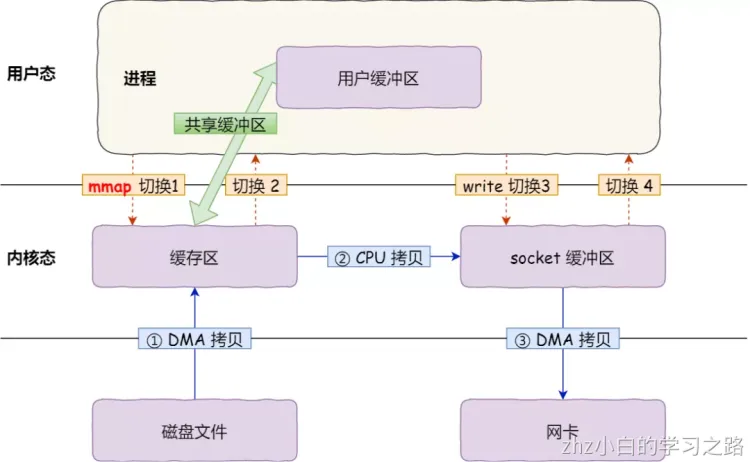 用户态
进程
用户缓冲区
共享缓冲区
mmap 切换1
切换 2
write 切换3
切换 4
内核态
缓存区
② CPU 拷贝
socket 缓冲区
① DMA 拷贝
③ DMA 拷贝
磁盘文件
网卡
zhz小白的学习之路